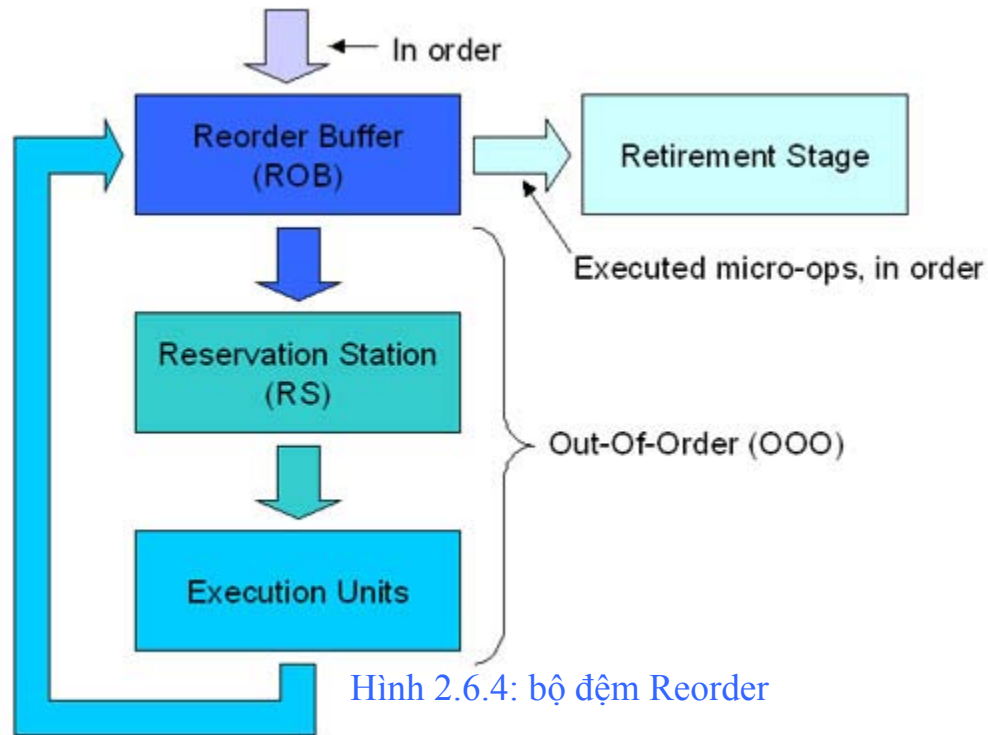 In order
Reorder Buffer
(ROB)
Retirement Stage
Executed micro-ops, in order
Reservation Station
(RS)
Out-Of-Order (OOO)
Execution Units
Hình 2.6.4: bộ đệm Reorder